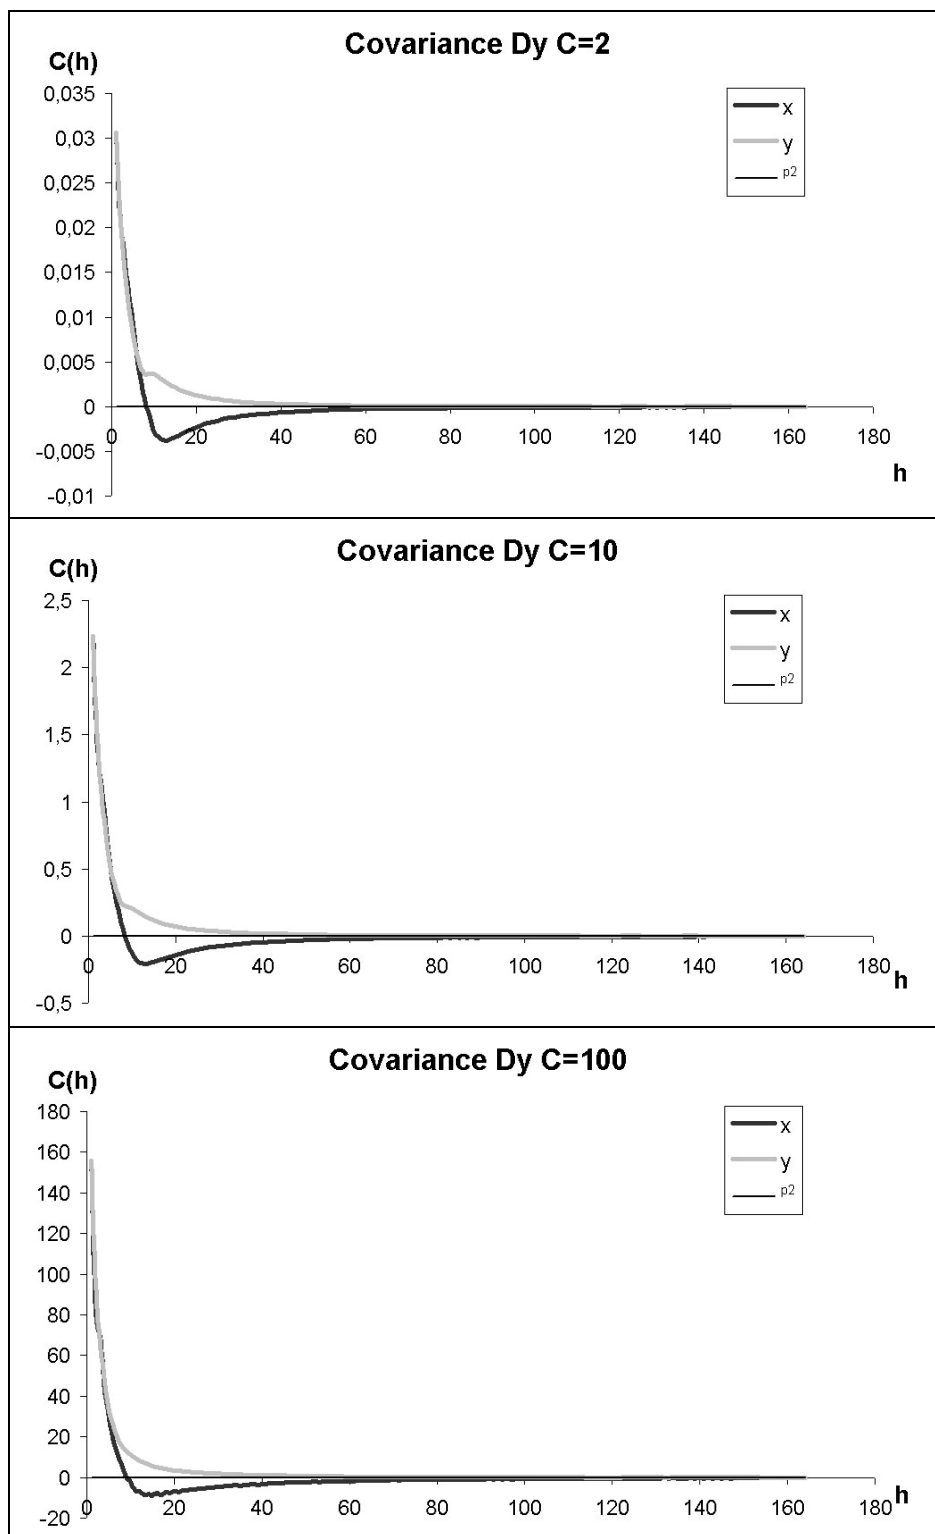 Covariance Dy C=2
C(h)
0,035
0,03
0,025
0,02
0,015
0,01
0,005
0
-0,005
-0,01
0 20 40 60 80 100 120 140 160 180
h
x
y
p2
Covariance Dy C=10
C(h)
2,5
2
1,5
1
0,5
0
-0,5
0 20 40 60 80 100 120 140 160 180
h
x
y
p2
Covariance Dy C=100
C(h)
180
160
140
120
100
80
60
40
20
0
-20
0 20 40 60 80 100 120 140 160 180
h
x
y
p2